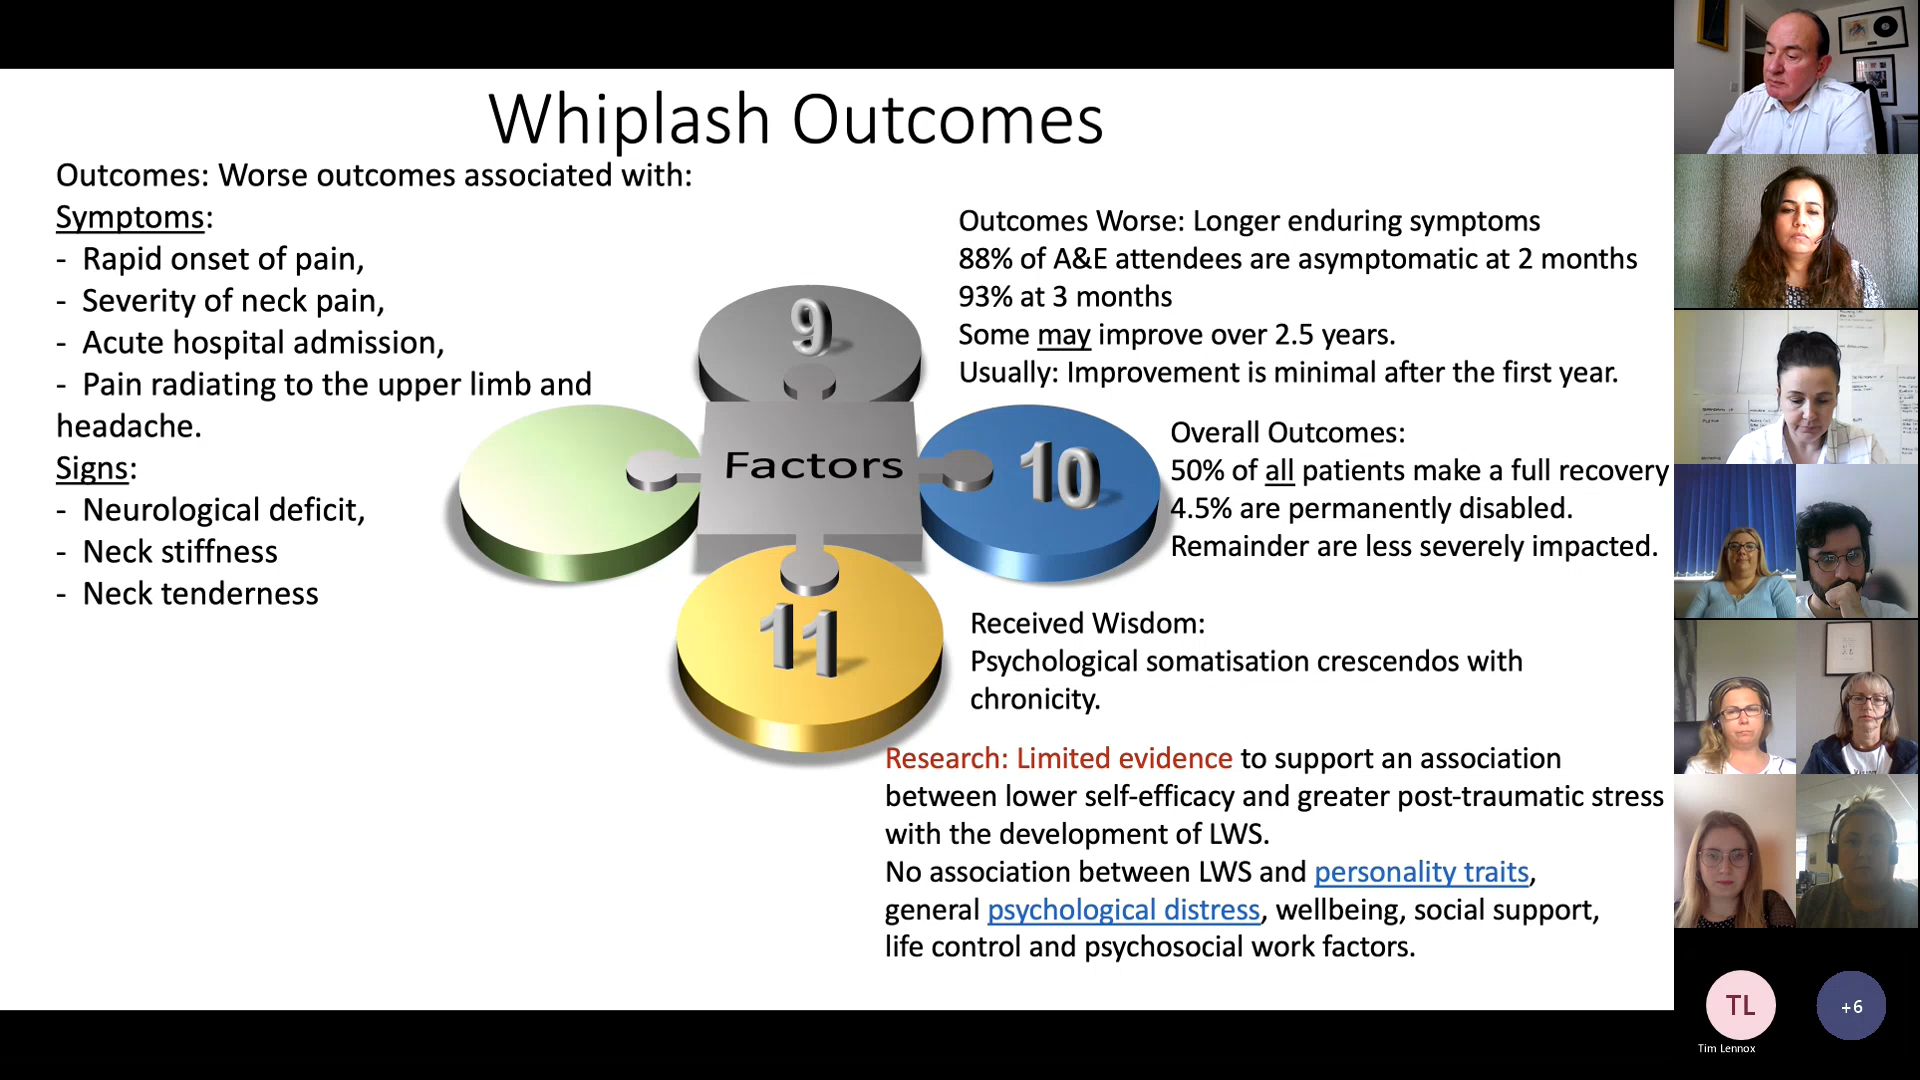 Whiplash Outcomes
Outcomes: Worse outcomes associated with:
Symptoms:
- Rapid onset of pain,
- Severity of neck pain,
- Acute hospital admission,
- Pain radiating to the upper limb and
headache.
Signs:
- Neurological deficit,
- Neck stiffness
- Neck tenderness
9
Factors
10
11
Outcomes Worse: Longer enduring symptoms
88% of A&E attendees are asymptomatic at 2 months
93% at 3 months
Some may improve over 2.5 years.
Usually: Improvement is minimal after the first year.
Overall Outcomes:
50% of all patients make a full recovery
4.5% are permanently disabled.
Remainder are less severely impacted.
Received Wisdom:
Psychological somatisation crescendos with
chronicity.
Research: Limited evidence to support an association
between lower self-efficacy and greater post-traumatic stress
with the development of LWS.
No association between LWS and personality traits,
general psychological distress, wellbeing, social support,
life control and psychosocial work factors.
TL
Tim Lennox
+6